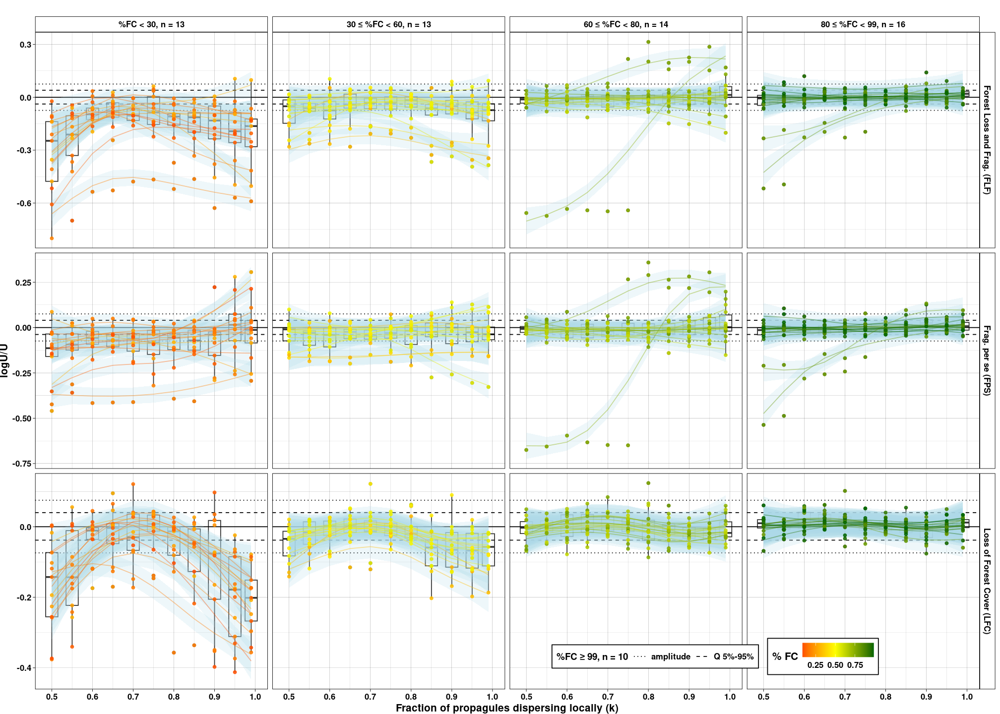 %FC < 30, n = 13
30 ≤ %FC < 60, n = 13
60 ≤ %FC < 80, n = 14
80 ≤ %FC < 99, n = 16
0.3
0.0
-0.3
-0.6
Forest Loss and Frag. (FLF)
0.25
0.00
-0.25
-0.50
-0.75
Frag. per se (FPS)
logU/U
0.0
-0.2
-0.4
Loss of Forest Cover (LFC)
%FC ≥ 99, n = 10 amplitude Q 5%-95%
% FC
0.25 0.50 0.75
0.5 0.6 0.7 0.8 0.9 1.0
0.5 0.6 0.7 0.8 0.9 1.0
0.5 0.6 0.7 0.8 0.9 1.0
0.5 0.6 0.7 0.8 0.9 1.0
Fraction of propagules dispersing locally (k)